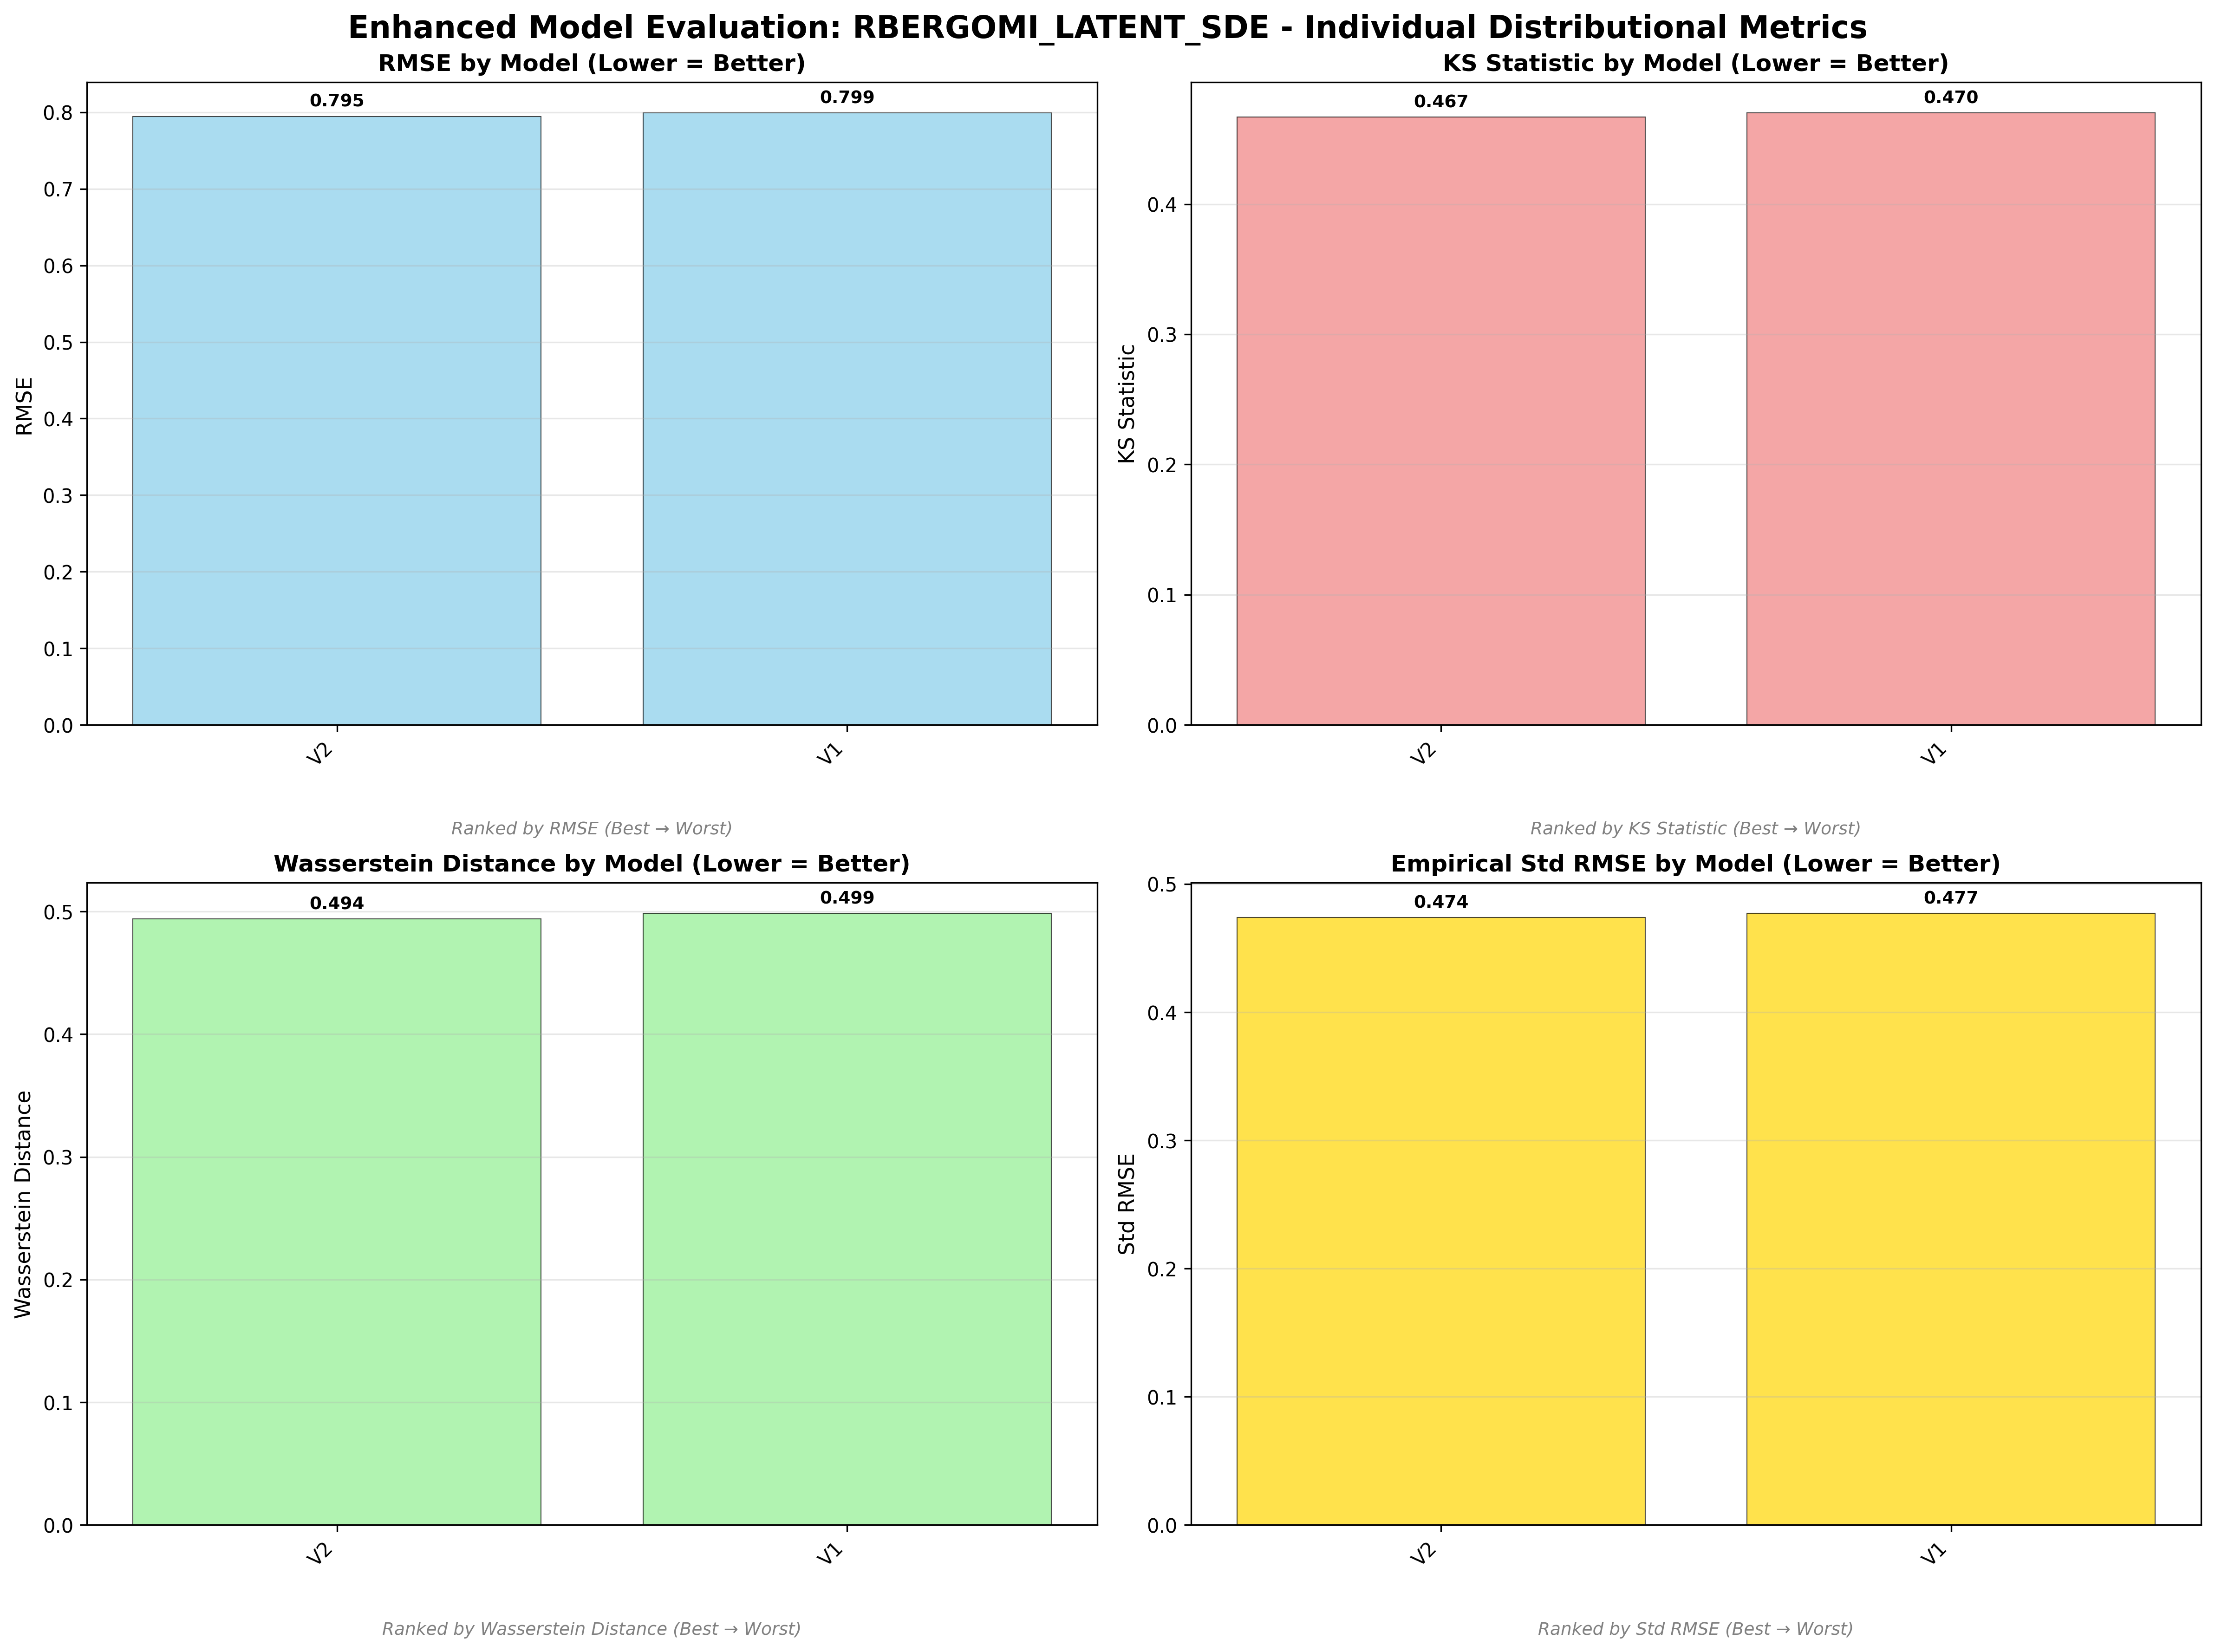 Enhanced Model Evaluation: RBERGOMI_LATENT_SDE - Individual Distributional Metrics
RMSE by Model (Lower = Better)
0.795
0.799
0.8
0.7
0.6
0.5
0.4
0.3
0.2
0.1
0.0
RMSE
V2
V1
Ranked by RMSE (Best → Worst)
KS Statistic by Model (Lower = Better)
0.467
0.470
0.4
0.3
0.2
0.1
0.0
KS Statistic
V2
V1
Ranked by KS Statistic (Best → Worst)
Wasserstein Distance by Model (Lower = Better)
0.494
0.499
0.5
0.4
0.3
0.2
0.1
0.0
Wasserstein Distance
V2
V1
Ranked by Wasserstein Distance (Best → Worst)
Empirical Std RMSE by Model (Lower = Better)
0.474
0.477
0.5
0.4
0.3
0.2
0.1
0.0
Std RMSE
V2
V1
Ranked by Std RMSE (Best → Worst)